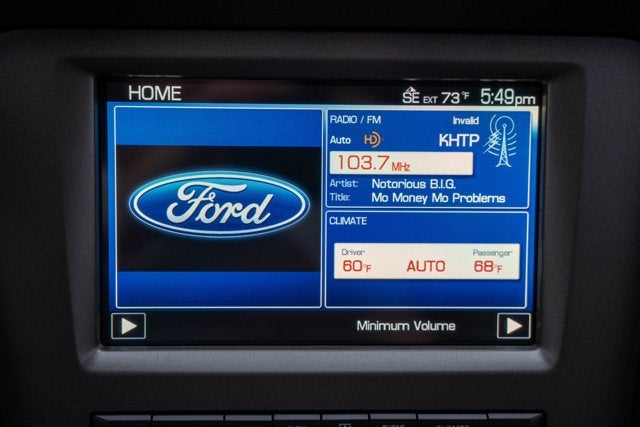 HOME
SE EXT 73°F 5:49pm
Ford
RADIO / FM Invalid
Auto HD KHTP
103.7 MHz
Artist: Notorious B.I.G.
Title: Mo Money Mo Problems
CLIMATE
Driver Passenger
60°F AUTO 68°F
Minimum Volume